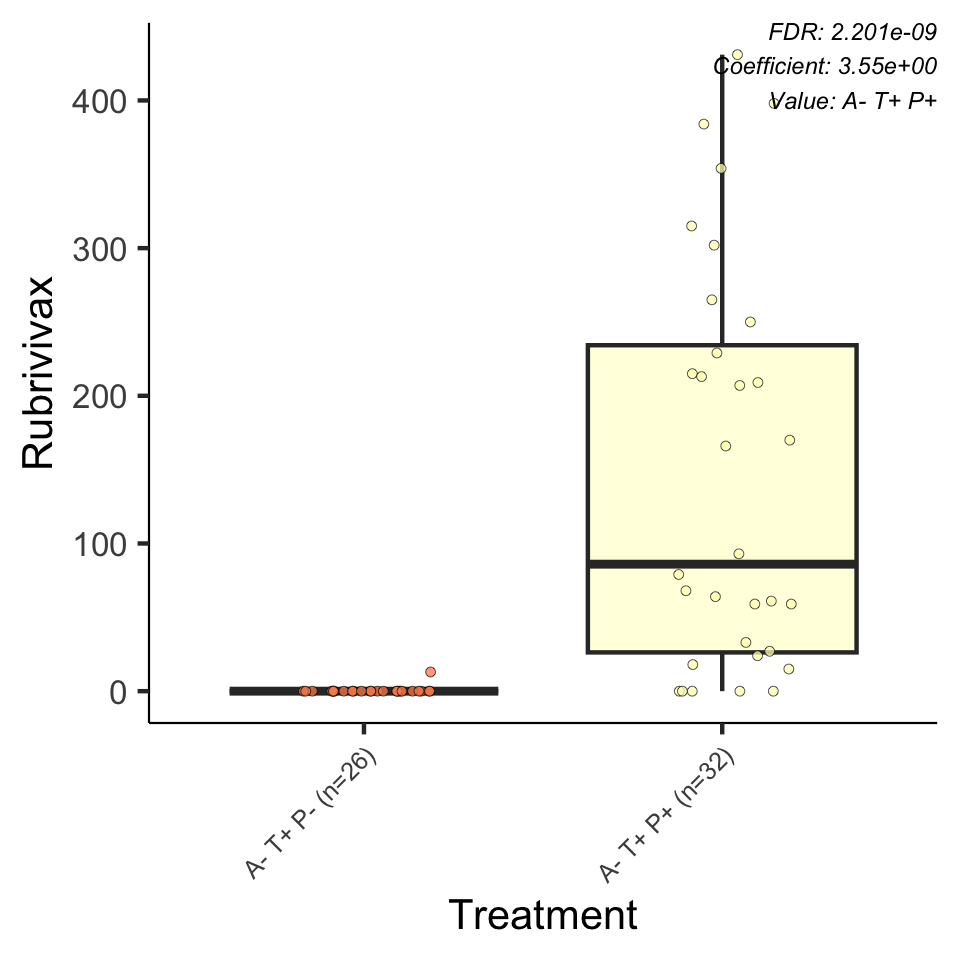 FDR: 2.201e-09
Coefficient: 3.55e+00
Value: A- T+ P+
400
300
200
100
0
Rubrivivax
A- T+ P- (n=26)
A- T+ P+ (n=32)
Treatment